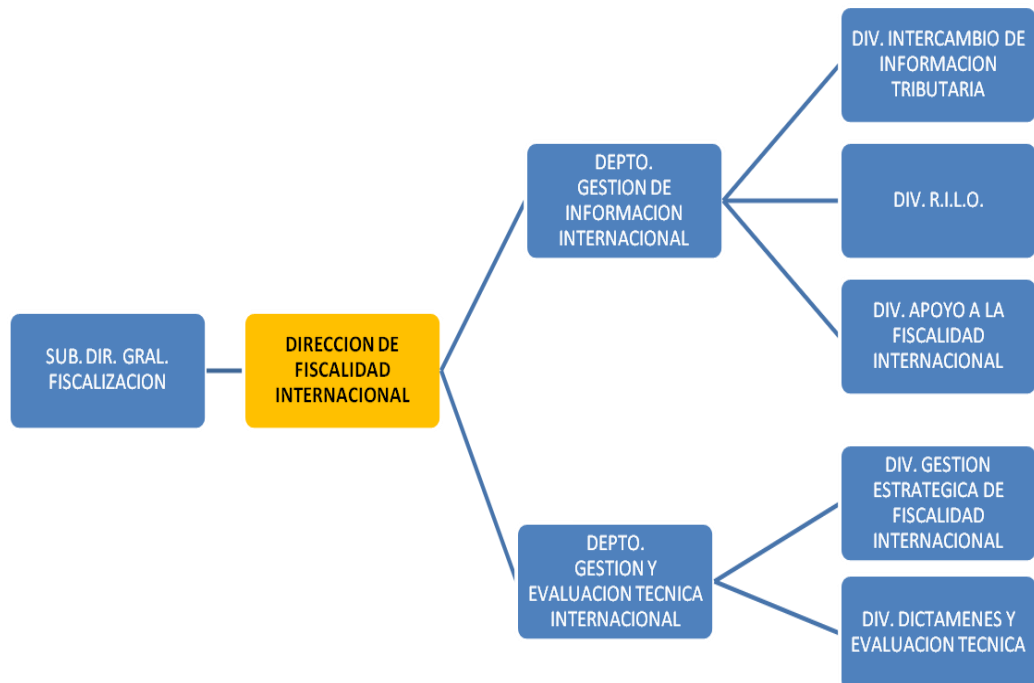 SUB. DIR. GRAL.
FISCALIZACION
DIRECCION DE
FISCALIDAD
INTERNACIONAL
DEPTO.
GESTION DE
INFORMACION
INTERNACIONAL
DIV. INTERCAMBIO DE
INFORMACION
TRIBUTARIA
DIV. R.I.L.O.
DIV. APOYO A LA
FISCALIDAD
INTERNACIONAL
DEPTO.
GESTION Y
EVALUACION TECNICA
INTERNACIONAL
DIV. GESTION
ESTRATEGICA DE
FISCALIDAD
INTERNACIONAL
DIV. DICTAMENES Y
EVALUACION TECNICA